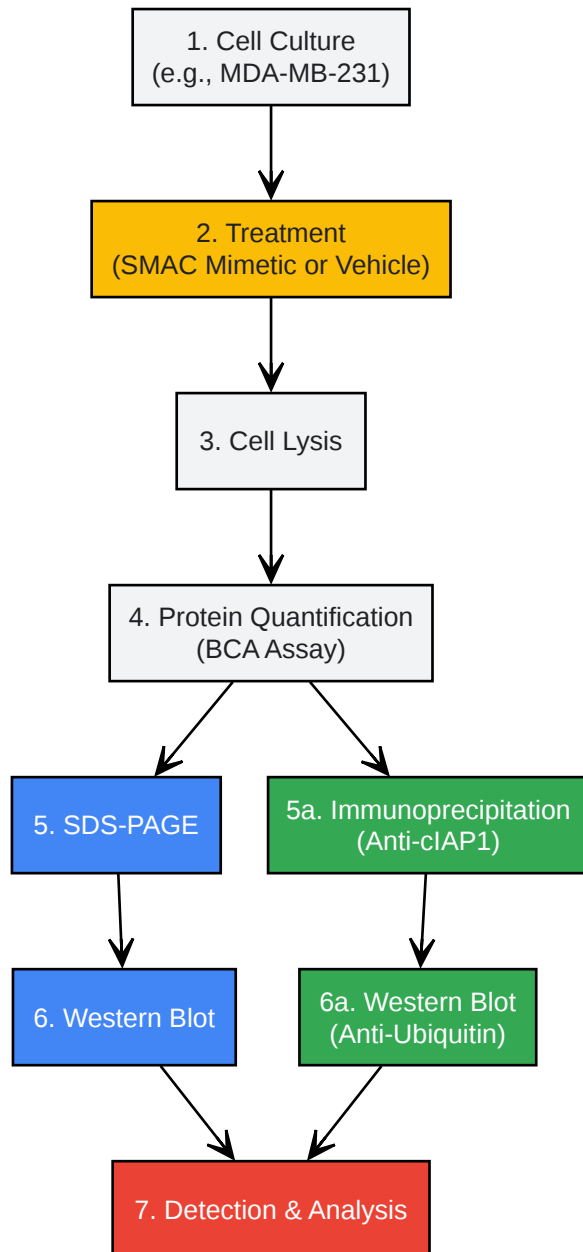 1. Cell Culture
(e.g., MDA-MB-231)
2. Treatment
(SMAC Mimetic or Vehicle)
3. Cell Lysis
4. Protein Quantification
(BCA Assay)
5. SDS-PAGE
5a. Immunoprecipitation
(Anti-cIAP1)
6. Western Blot
6a. Western Blot
(Anti-Ubiquitin)
7. Detection & Analysis